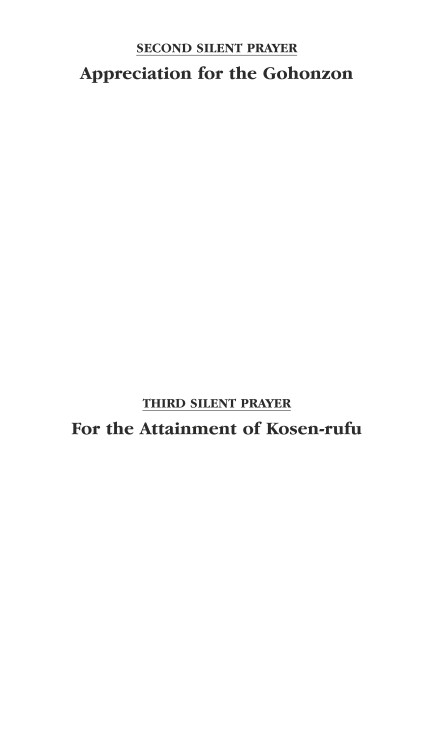 SECOND SILENT PRAYER
Appreciation for the Gohonzon
THIRD SILENT PRAYER
For the Attainment of Kosen-rufu